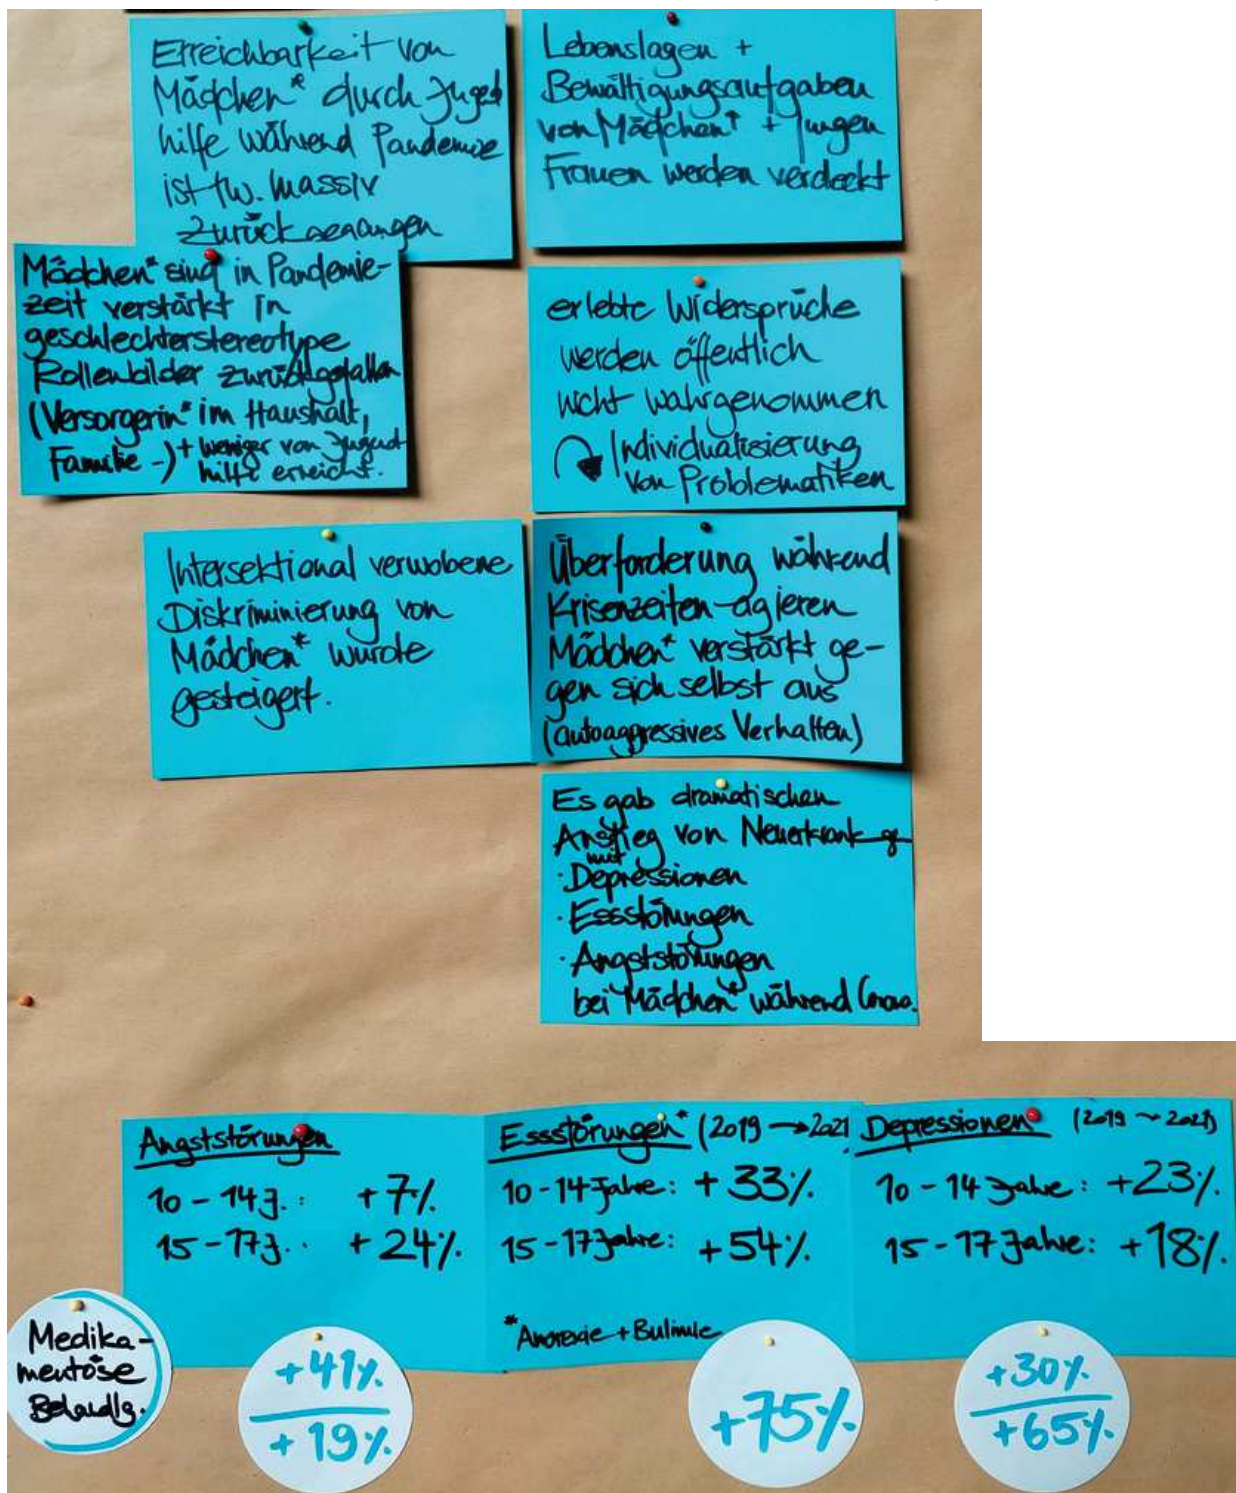 Erreichbarkeit von
Mädchen* durch Jugend
hilfe während Pandemie
ist tw. massiv
zurückgegangen
Lebenslagen +
Bewältigungsaufgaben
von Mädchen* + jungen
Frauen werden verdeckt
Mädchen* sind in Pandemie-
zeit verstärkt in
geschlechterstereotype
Rollenbilder zurückgefallen
(Versorgerin* im Haushalt,
Familie -) + weniger von Jugend
hilfe erreicht.
erlebte Widersprüche
werden öffentlich
nicht wahrgenommen
Individualisierung
von Problematiken
Intersektional verwobene
Diskriminierung von
Mädchen* wurde
gesteigert.
Überforderung während
Krisenzeiten agieren
Mädchen* verstärkt ge-
gen sich selbst aus
(autoaggressives Verhalten)
Es gab dramatischen
Anstieg von
mit
· Depressionen
· Essstörungen
· Angststörungen
bei Mädchen* während Corona.
Angststörungen
10 - 14 J. : +7%
15 - 17 J. : +24%
Essstörungen* (2019 → 2021
10 - 14 Jahre: + 33%
15 - 17 Jahre: +54%
*Anorexie + Bulimie
Depressionen (2019 → 2021)
10 - 14 Jahre: +23%
15 - 17 Jahre: +18%
Medika-
mentöse
Behandlg.
+41%
+19%
+75%
+30%
+65%